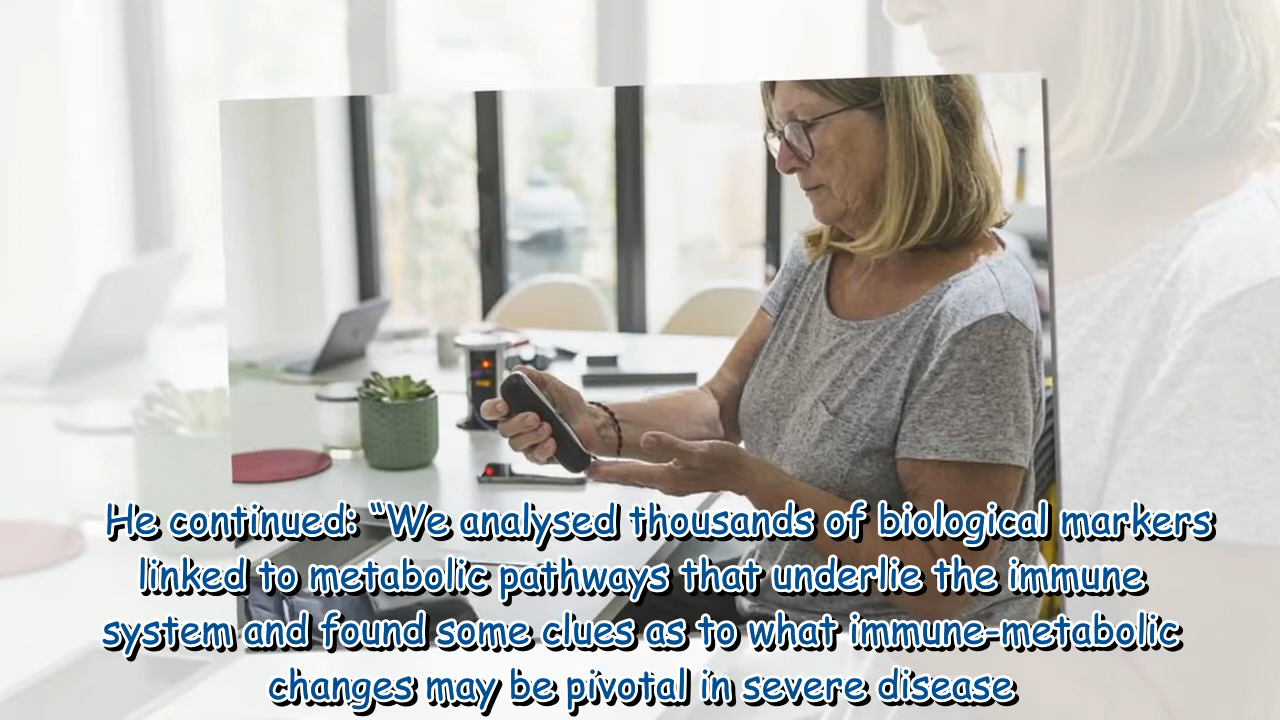 He continued: “We analysed thousands of biological markers
linked to metabolic pathways that underlie the immune
system and found some clues as to what immune-metabolic
changes may be pivotal in severe disease